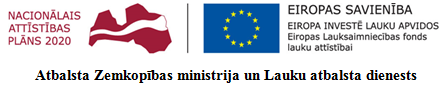 NACIONĀLAIS
ATTĪSTĪBAS
PLĀNS 2020
EIROPAS SAVIENĪBA
EIROPA INVESTĒ LAUKU APVIDOS
Eiropas Lauksaimniecības fonds
lauku attīstībai
Atbalsta Zemkopības ministrija un Lauku atbalsta dienests